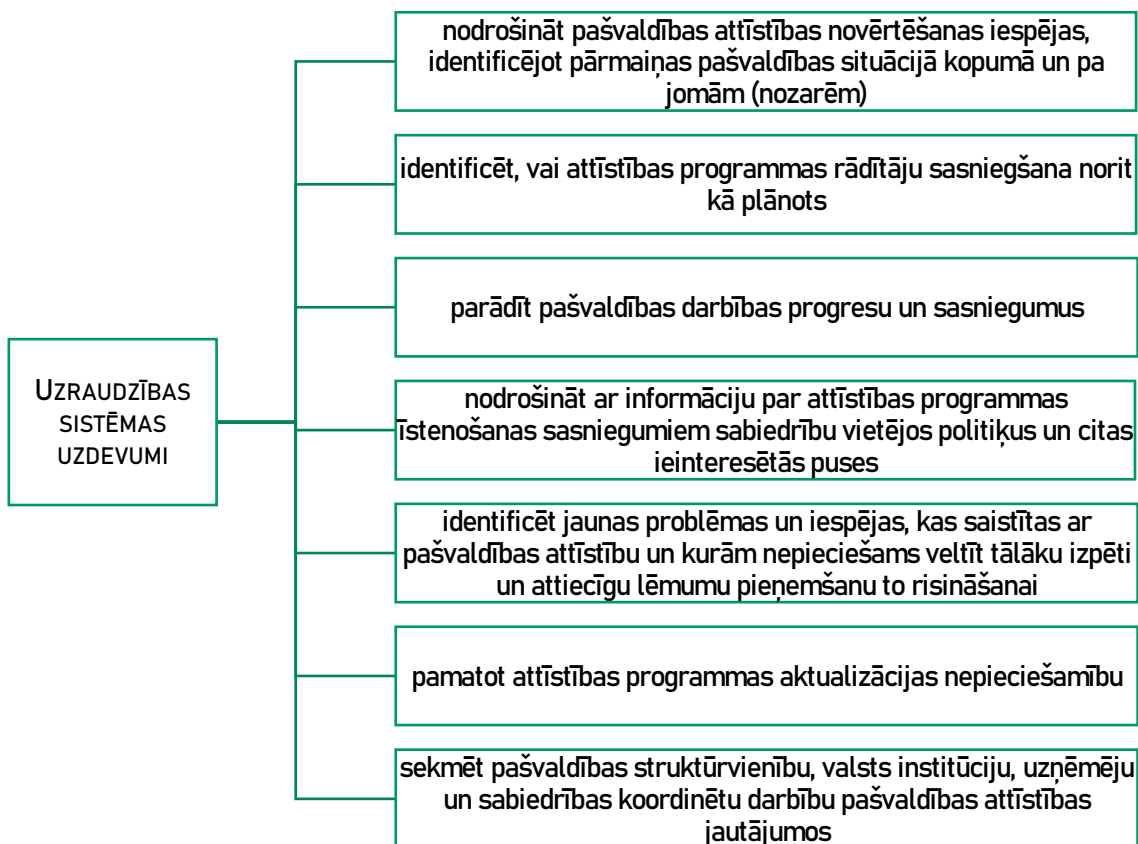 nodrošināt pašvaldības attīstības novērtēšanas iespējas,
identificējot pārmaiņas pašvaldības situācijā kopumā un pa
jomām (nozarēm)
identificēt, vai attīstības programmas rādītāju sasniegšana norit
kā plānots
parādīt pašvaldības darbības progresu un sasniegumus
UZRAUDZĪBAS
SISTĒMAS
UZDEVUMI
nodrošināt ar informāciju par attīstības programmas
īstenošanas sasniegumiem sabiedrību vietējos politiķus un citas
ieinteresētās puses
identificēt jaunas problēmas un iespējas, kas saistītas ar
pašvaldības attīstību un kurām nepieciešams veltīt tālāku izpēti
un attiecīgu lēmumu pieņemšanu to risināšanai
pamatot attīstības programmas aktualizācijas nepieciešamību
sekmēt pašvaldības struktūrvienību, valsts institūciju, uzņēmēju
un sabiedrības koordinētu darbību pašvaldības attīstības
jautājumos